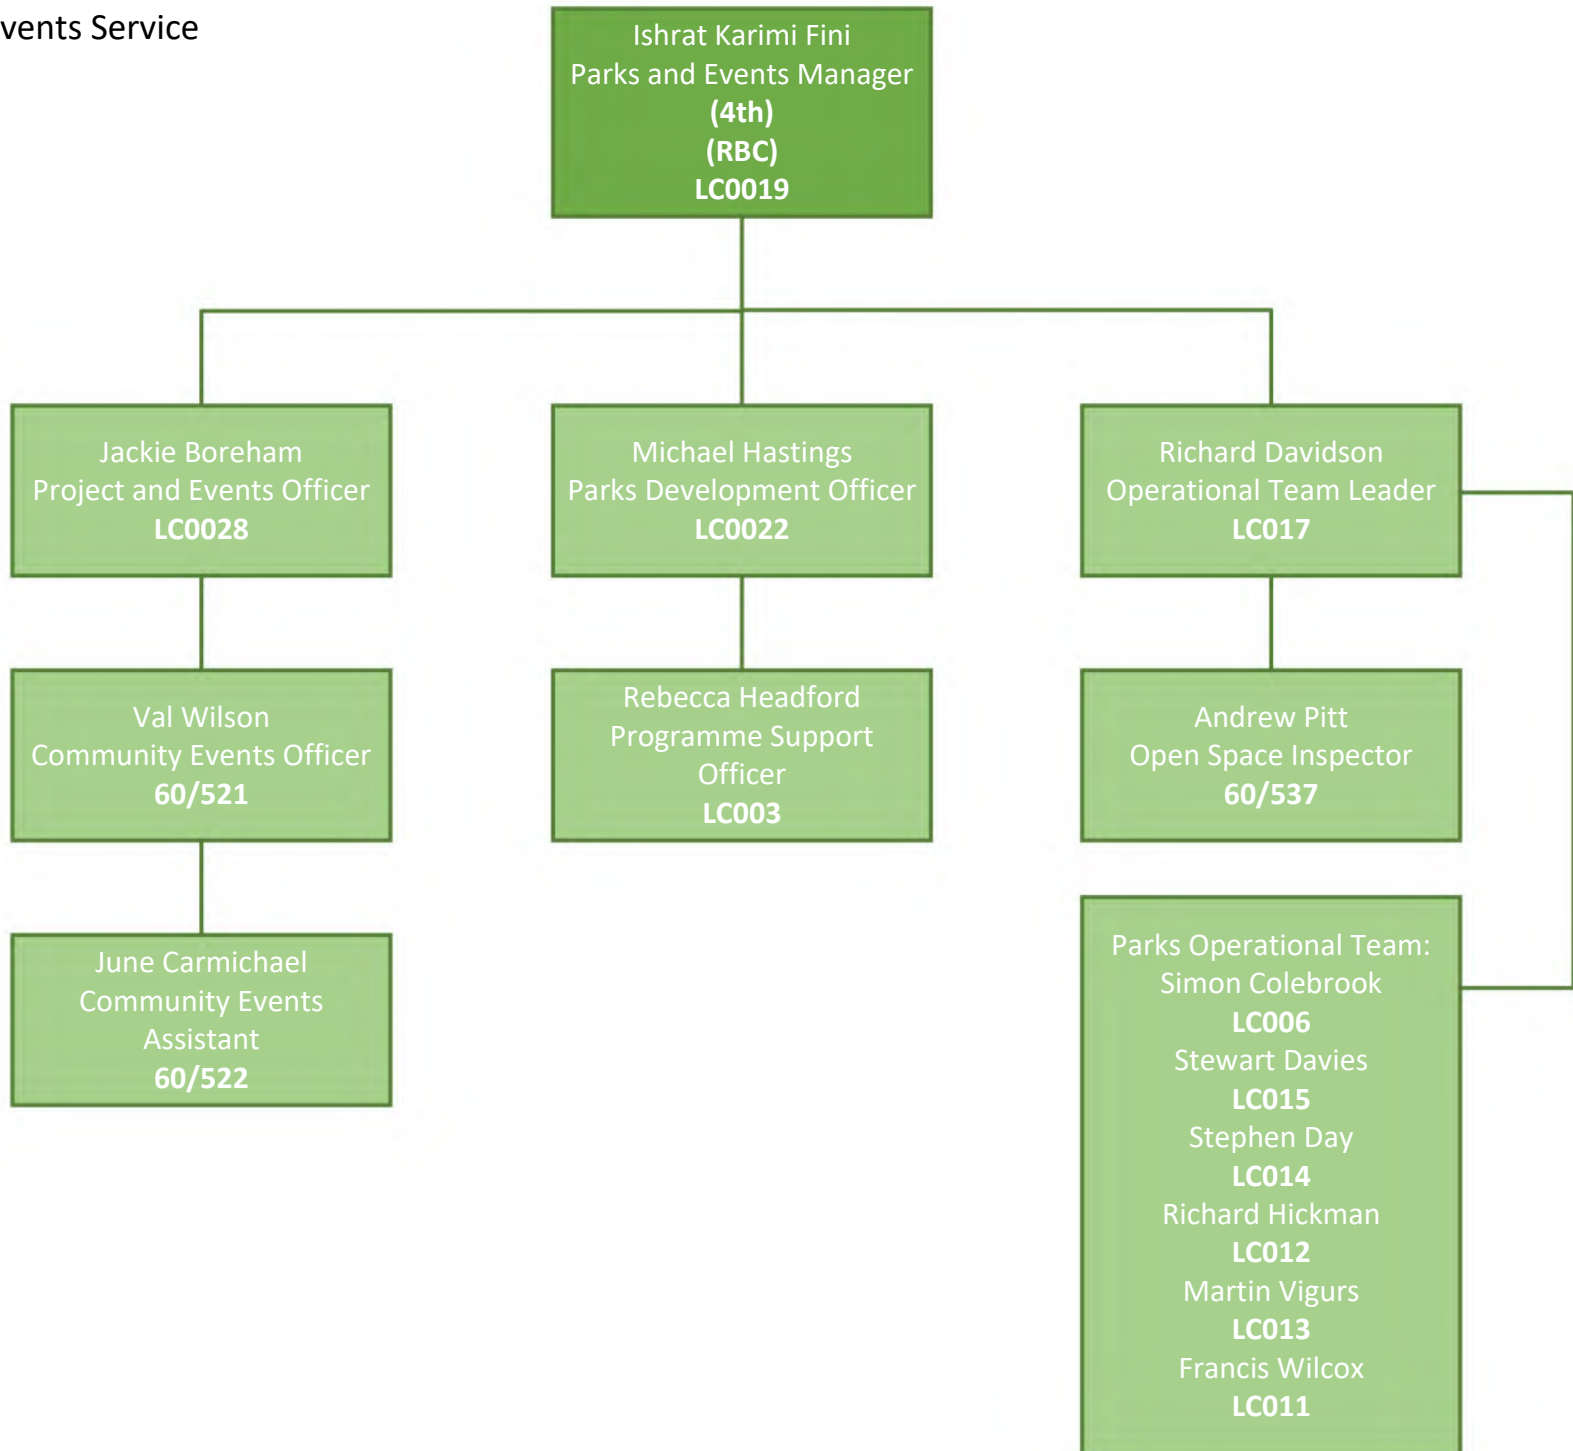 vents Service
Ishrat Karimi Fini
Parks and Events Manager
(4th)
(RBC)
LC0019
Jackie Boreham
Project and Events Officer
LC0028
Michael Hastings
Parks Development Officer
LC0022
Richard Davidson
Operational Team Leader
LC017
Val Wilson
Community Events Officer
60/521
Rebecca Headford
Programme Support
Officer
LC003
Andrew Pitt
Open Space Inspector
60/537
June Carmichael
Community Events
Assistant
60/522
Parks Operational Team:
Simon Colebrook
LC006
Stewart Davies
LC015
Stephen Day
LC014
Richard Hickman
LC012
Martin Vigurs
LC013
Francis Wilcox
LC011